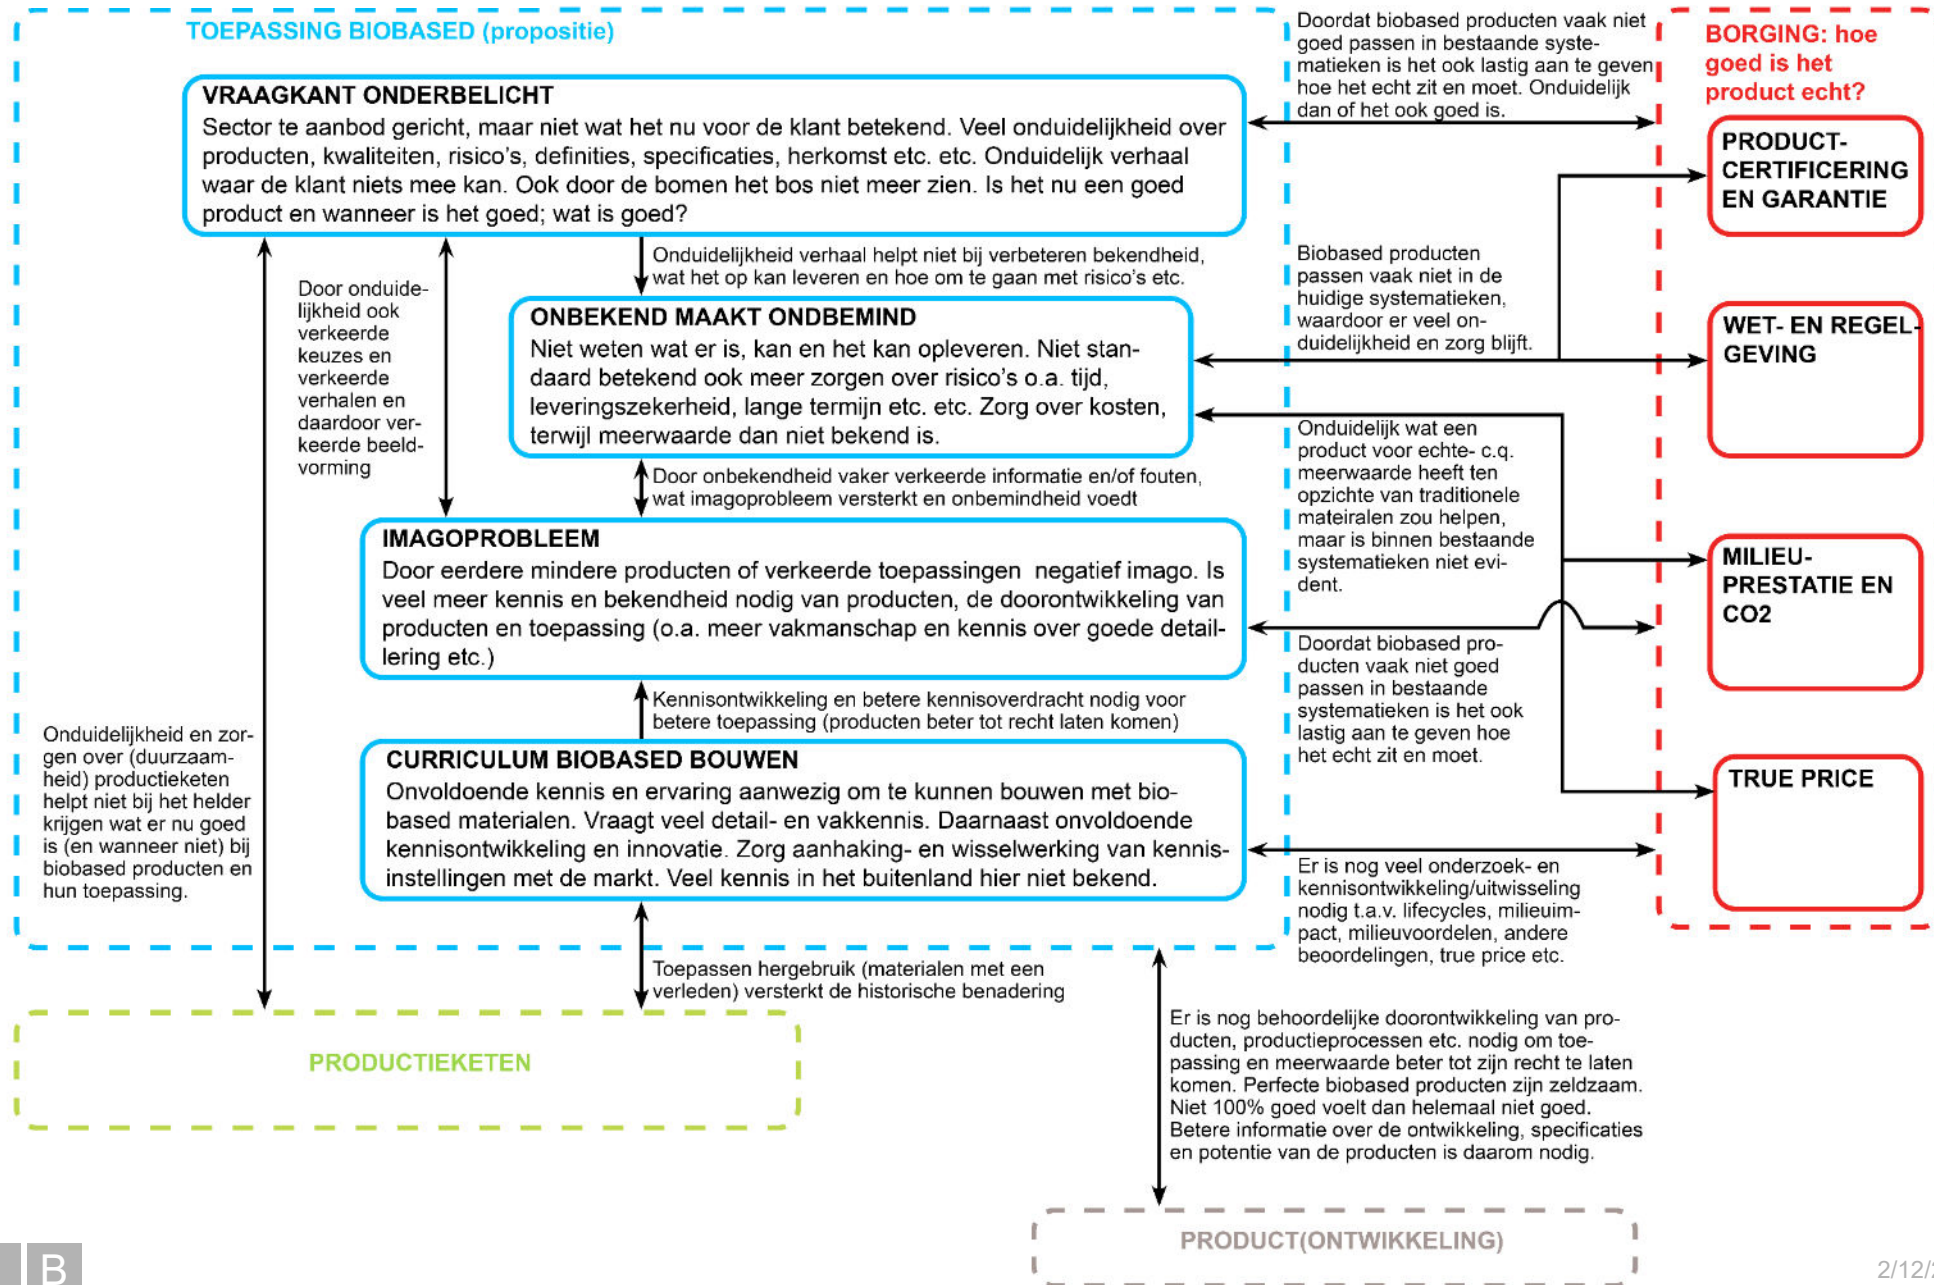 TOEPASSING BIOBASED (propositie)
VRAAGKANT ONDERBELICHT
Sector te aanbod gericht, maar niet wat het nu voor de klant betekend. Veel onduidelijkheid over
producten, kwaliteiten, risico's, definities, specificaties, herkomst etc. etc. Onduidelijk verhaal
waar de klant niets mee kan. Ook door de bomen het bos niet meer zien. Is het nu een goed
product en wanneer is het goed; wat is goed?
Doordat biobased producten vaak niet
goed passen in bestaande syste-
matieken is het ook lastig aan te geven
hoe het echt zit en moet. Onduidelijk
dan of het ook goed is.
BORGING: hoe
goed is het
product echt?
PRODUCT-
CERTIFICERING
EN GARANTIE
Onduidelijkheid verhaal helpt niet bij verbeteren bekendheid,
wat het op kan leveren en hoe om te gaan met risico's etc.
Door onduide-
lijkheid ook
verkeerde
keuzes en
verkeerde
verhalen en
daardoor ver-
keerde beeld-
vorming
ONBEKEND MAAKT ONDBEMIND
Niet weten wat er is, kan en het kan opleveren. Niet stan-
daard betekend ook meer zorgen over risico's o.a. tijd,
leveringszekerheid, lange termijn etc. etc. Zorg over kosten,
terwijl meerwaarde dan niet bekend is.
Biobased producten
passen vaak niet in de
huidige systematieken,
waardoor er veel on-
duidelijkheid en zorg blijft.
WET- EN REGEL-
GEVING
Door onbekendheid vaker verkeerde informatie en/of fouten,
wat imagoprobleem versterkt en onbemindheid voedt
Onduidelijk wat een
product voor echte- c.q.
meerwaarde heeft ten
opzichte van traditionele
mateiralen zou helpen,
maar is binnen bestaande
systematieken niet evi-
dent.
IMAGOPROBLEEM
Door eerdere mindere producten of verkeerde toepassingen  negatief imago. Is
veel meer kennis en bekendheid nodig van producten, de doorontwikkeling van
producten en toepassing (o.a. meer vakmanschap en kennis over goede detail-
lering etc.)
MILIEU-
PRESTATIE EN
CO2
Doordat biobased pro-
ducten vaak niet goed
passen in bestaande
systematieken is het ook
lastig aan te geven hoe
het echt zit en moet.
Kennisontwikkeling en betere kennisoverdracht nodig voor
betere toepassing (producten beter tot recht laten komen)
Onduidelijkheid en zor-
gen over (duurzaam-
heid) productieketen
helpt niet bij het helder
krijgen wat er nu goed
is (en wanneer niet) bij
biobased producten en
hun toepassing.
CURRICULUM BIOBASED BOUWEN
Onvoldoende kennis en ervaring aanwezig om te kunnen bouwen met bio-
based materialen. Vraagt veel detail- en vakkennis. Daarnaast onvoldoende
kennisontwikkeling en innovatie. Zorg aanhaking- en wisselwerking van kennis-
instellingen met de markt. Veel kennis in het buitenland hier niet bekend.
TRUE PRICE
Er is nog veel onderzoek- en
kennisontwikkeling/uitwisseling
nodig t.a.v. lifecycles, milieuim-
pact, milieuvoordelen, andere
beoordelingen, true price etc.
Toepassen hergebruik (materialen met een
verleden) versterkt de historische benadering
PRODUCTIEKETEN
Er is nog behoordelijke doorontwikkeling van pro-
ducten, productieprocessen etc. nodig om toe-
passing en meerwaarde beter tot zijn recht te laten
komen. Perfecte biobased producten zijn zeldzaam.
Niet 100% goed voelt dan helemaal niet goed.
Betere informatie over de ontwikkeling, specificaties
en potentie van de producten is daarom nodig.
PRODUCT(ONTWIKKELING)
B
2/12/